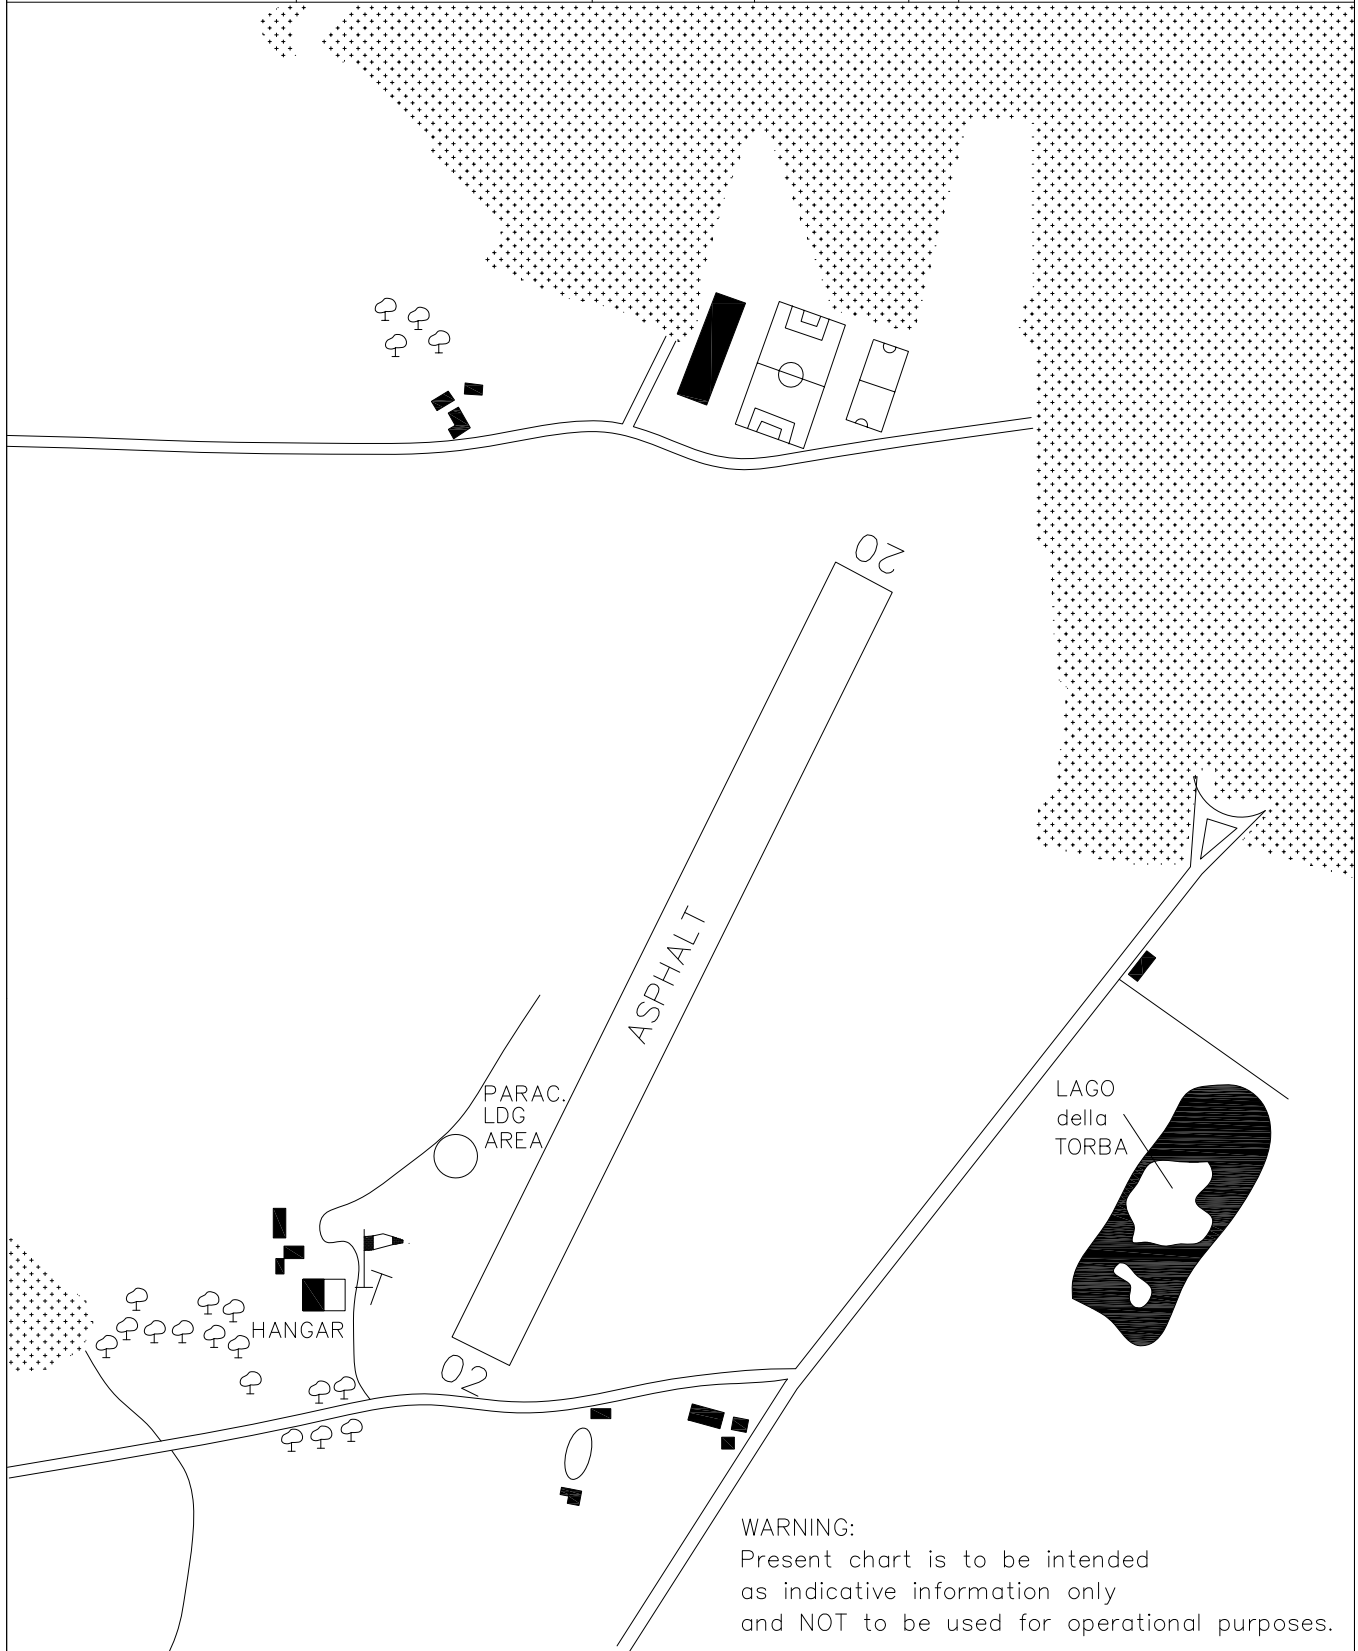 20
ASPHALT
PARAC.
LDG
AREA
LAGO
della
TORBA
HANGAR
02
WARNING:
Present chart is to be intended
as indicative information only
and NOT to be used for operational purposes.